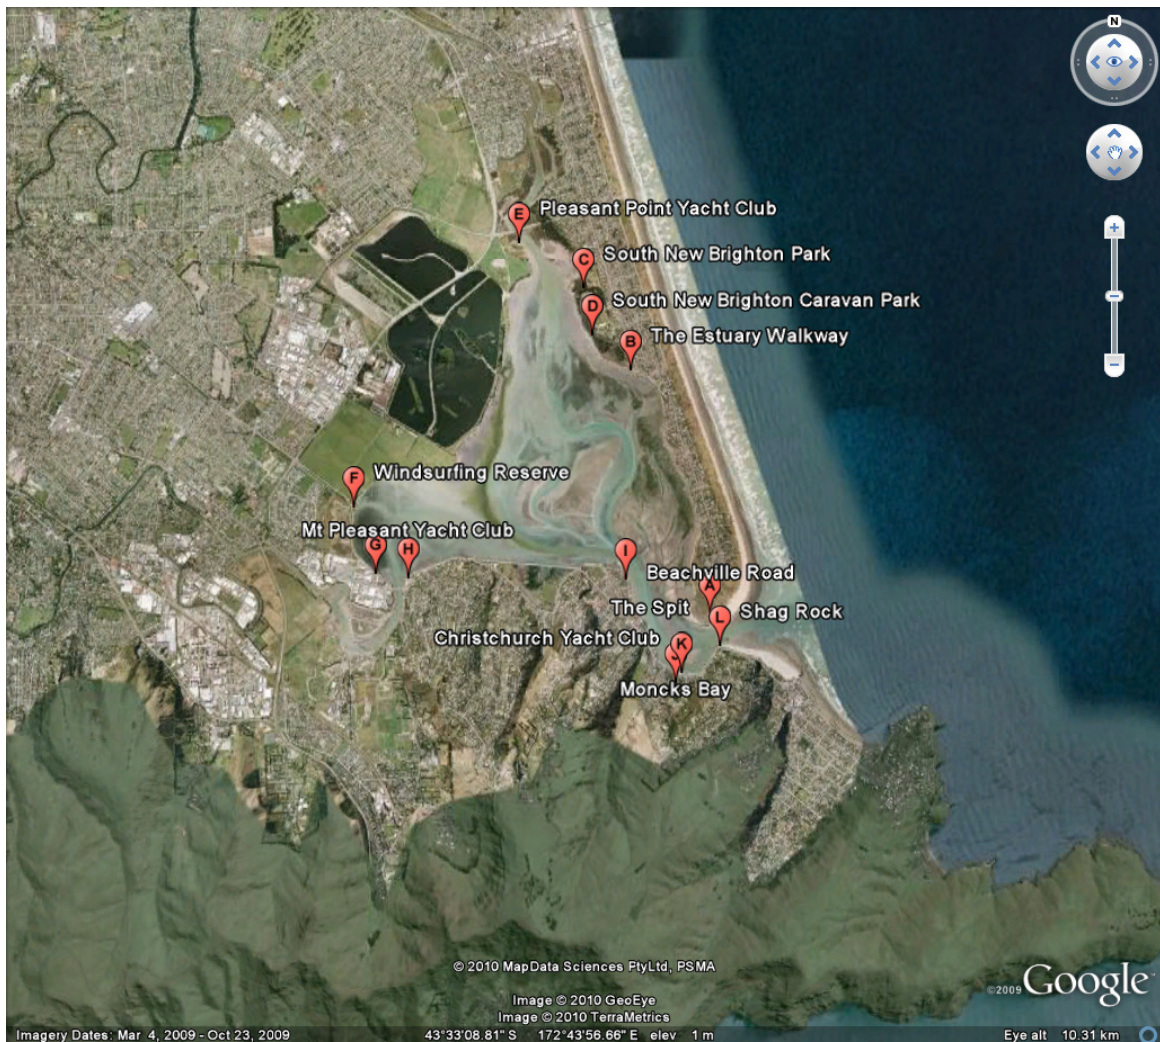 N
E Pleasant Point Yacht Club
C South New Brighton Park
D South New Brighton Caravan Park
B The Estuary Walkway
F Windsurfing Reserve
Mt Pleasant Yacht Club
G H I
Beachville Road
A
The Spit
L Shag Rock
Christchurch Yacht Club K
Moncks Bay
© 2010 MapData Sciences PtyLtd, PSMA
Image © 2010 GeoEye
Image © 2010 TerraMetrics
©2009 Google™
Imagery Dates: Mar 4, 2009 - Oct 23, 2009 43°33'08.81" S 172°43'56.66" E elev 1 m Eye alt 10.31 km